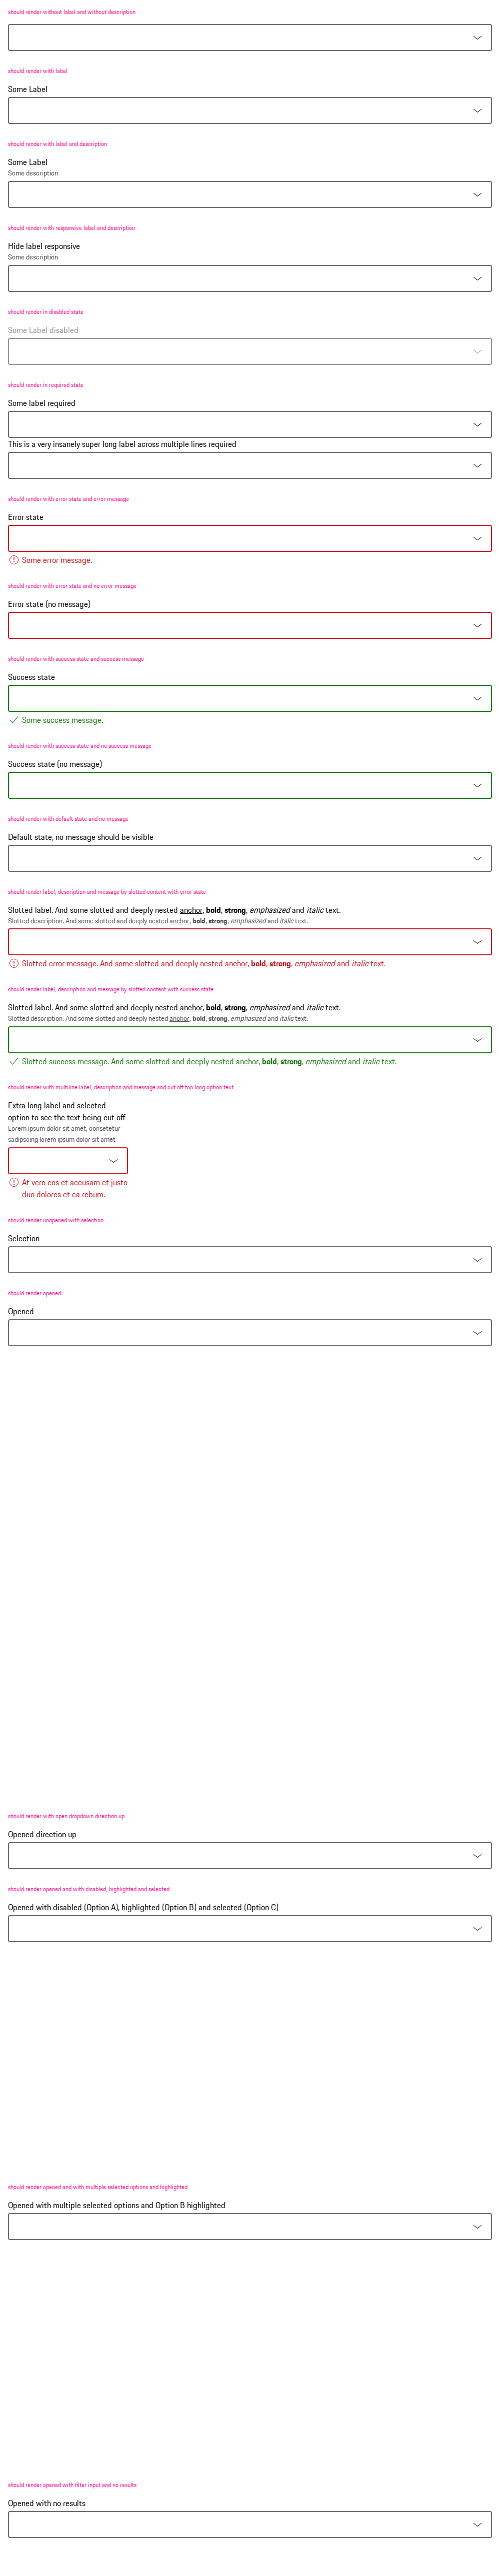 should render without label and without description
should render with label
Some Label
should render with label and description
Some Label
Some description
should render with responsive label and description
Hide label responsive
Some description
should render in disabled state
Some Label disabled
should render in required state
Some label required
This is a very insanely super long label across multiple lines required
should render with error state and error message
Error state
Some error message.
should render with error state and no error message
Error state (no message)
should render with success state and success message
Success state
Some success message.
should render with success state and no success message
Success state (no message)
should render with default state and no message
Default state, no message should be visible
should render label, description and message by slotted content with error state
Slotted label. And some slotted and deeply nested anchor, bold, strong, emphasized and italic text.
Slotted description. And some slotted and deeply nested anchor, bold, strong, emphasized and italic text.
Slotted error message. And some slotted and deeply nested anchor, bold, strong, emphasized and italic text.
should render label, description and message by slotted content with success state
Slotted label. And some slotted and deeply nested anchor, bold, strong, emphasized and italic text.
Slotted description. And some slotted and deeply nested anchor, bold, strong, emphasized and italic text.
Slotted success message. And some slotted and deeply nested anchor, bold, strong, emphasized and italic text.
should render with multiline label, description and message and cut off too long option text
Extra long label and selected
option to see the text being cut off
Lorem ipsum dolor sit amet, consetetur
sadipscing lorem ipsum dolor sit amet
At vero eos et accusam et justo
duo dolores et ea rebum.
should render unopened with selection
Selection
should render opened
Opened
should render with open dropdown direction up
Opened direction up
should render opened and with disabled, highlighted and selected
Opened with disabled (Option A), highlighted (Option B) and selected (Option C)
should render opened and with multiple selected options and highlighted
Opened with multiple selected options and Option B highlighted
should render opened with filter input and no results
Opened with no results